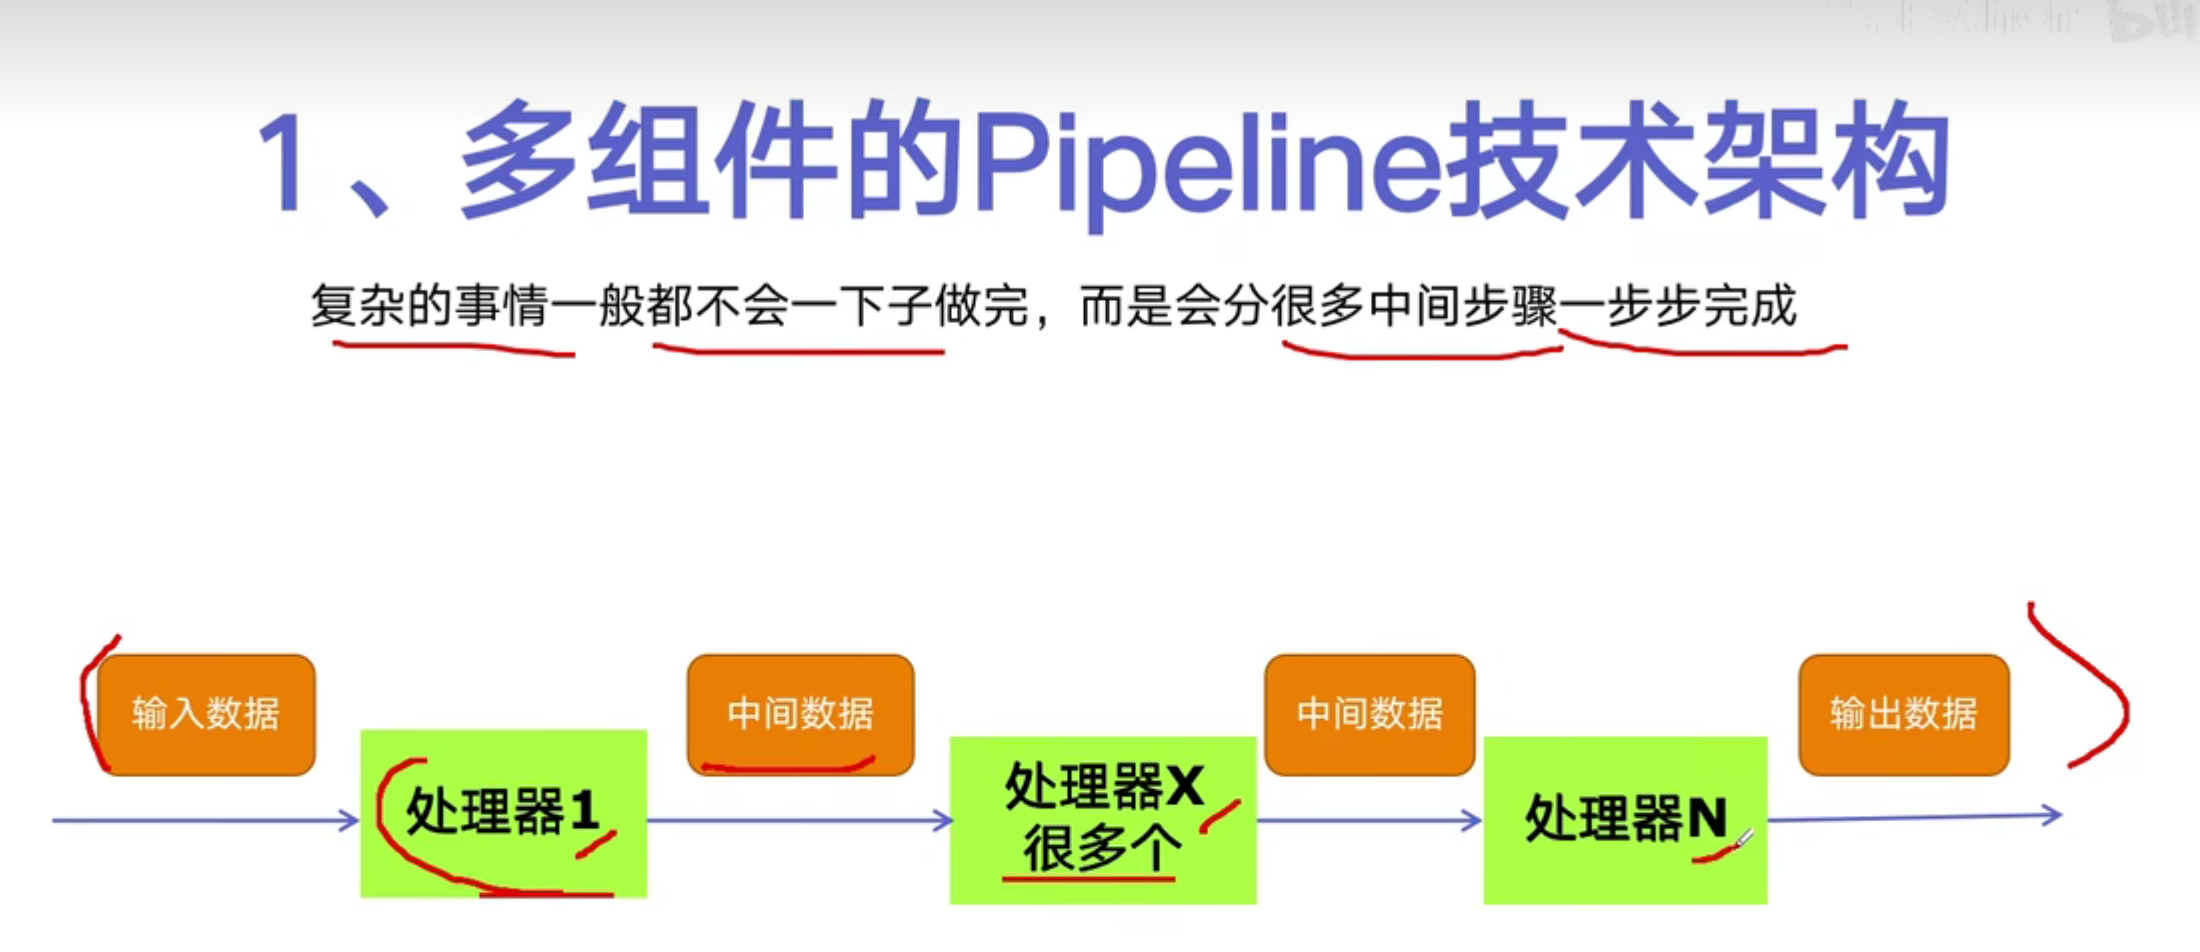 1、多组件的Pipeline技术架构
复杂的事情一般都不会一下子做完，而是会分很多中间步骤一步步完成
输入数据
中间数据
中间数据
输出数据
处理器1
处理器X
很多个
处理器N